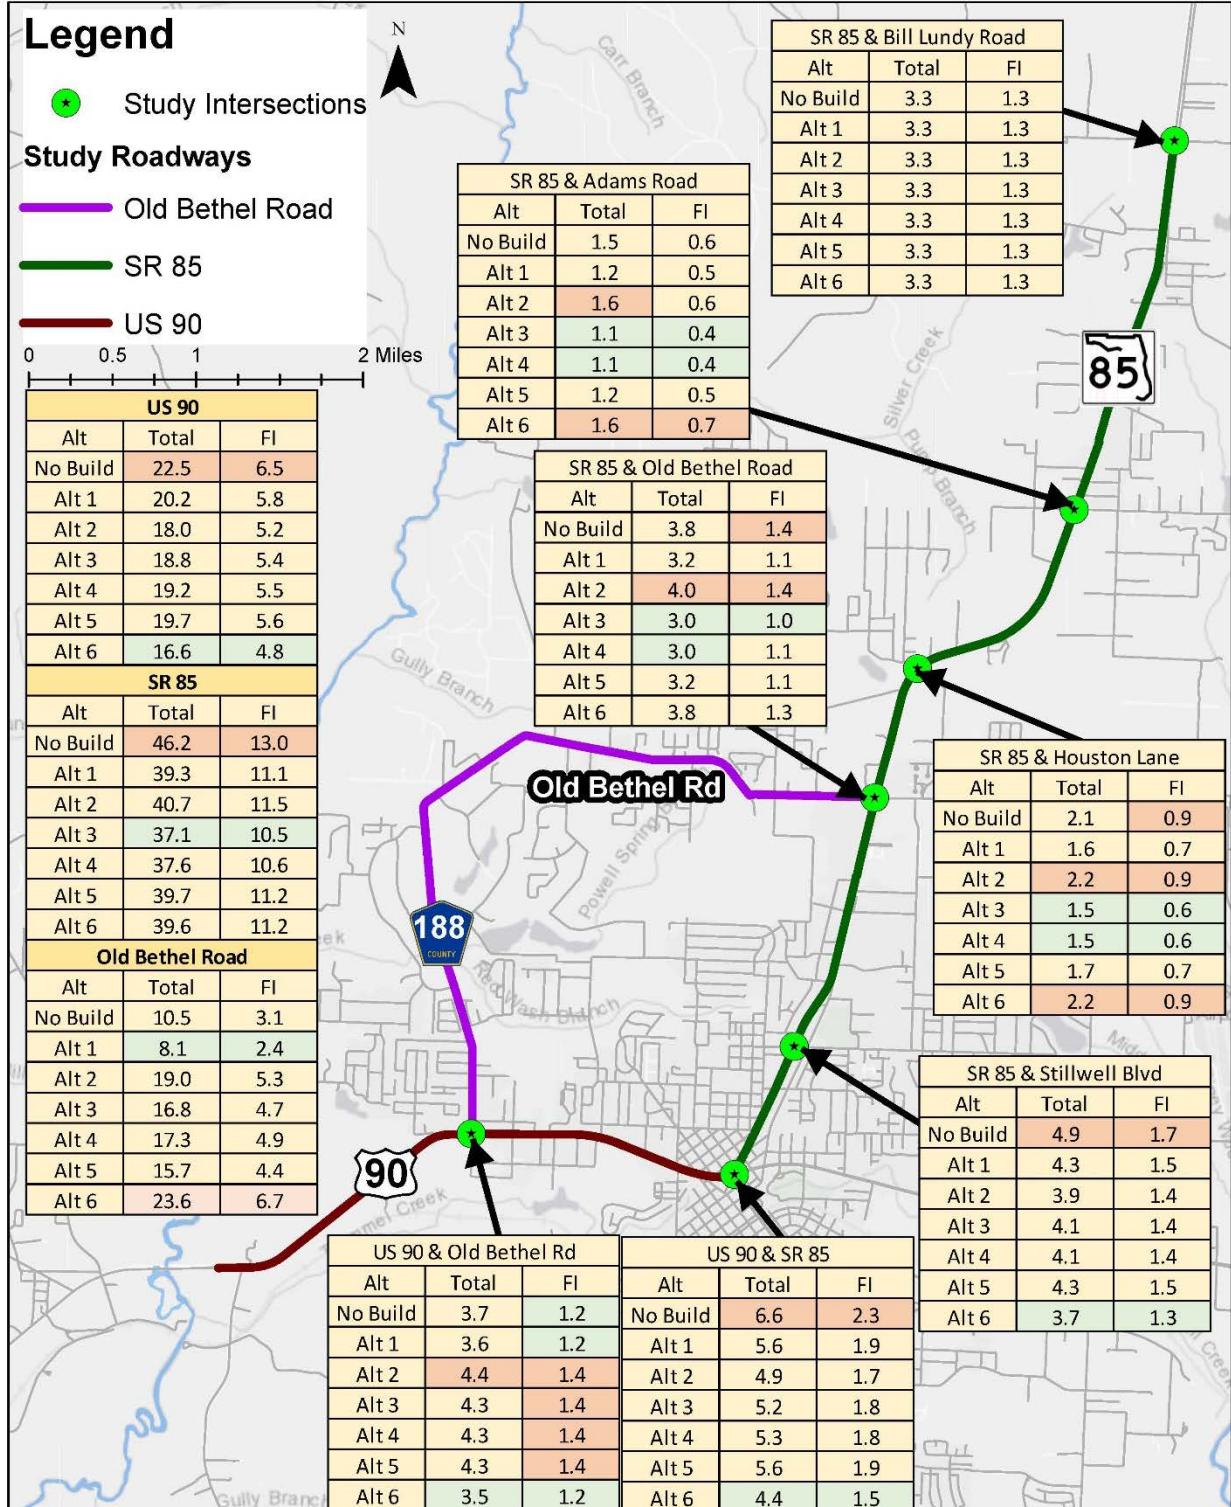 Legend
Study Intersections
Study Roadways
Old Bethel Road
SR 85
US 90
0 0.5 1 2 Miles
N
US 90
Alt Total FI
No Build 22.5 6.5
Alt 1 20.2 5.8
Alt 2 18.0 5.2
Alt 3 18.8 5.4
Alt 4 19.2 5.5
Alt 5 19.7 5.6
Alt 6 16.6 4.8
SR 85
Alt Total FI
No Build 46.2 13.0
Alt 1 39.3 11.1
Alt 2 40.7 11.5
Alt 3 37.1 10.5
Alt 4 37.6 10.6
Alt 5 39.7 11.2
Alt 6 39.6 11.2
Old Bethel Road
Alt Total FI
No Build 10.5 3.1
Alt 1 8.1 2.4
Alt 2 19.0 5.3
Alt 3 16.8 4.7
Alt 4 17.3 4.9
Alt 5 15.7 4.4
Alt 6 23.6 6.7
SR 85 & Bill Lundy Road
Alt Total FI
No Build 3.3 1.3
Alt 1 3.3 1.3
Alt 2 3.3 1.3
Alt 3 3.3 1.3
Alt 4 3.3 1.3
Alt 5 3.3 1.3
Alt 6 3.3 1.3
SR 85 & Adams Road
Alt Total FI
No Build 1.5 0.6
Alt 1 1.2 0.5
Alt 2 1.6 0.6
Alt 3 1.1 0.4
Alt 4 1.1 0.4
Alt 5 1.2 0.5
Alt 6 1.6 0.7
SR 85 & Old Bethel Road
Alt Total FI
No Build 3.8 1.4
Alt 1 3.2 1.1
Alt 2 4.0 1.4
Alt 3 3.0 1.0
Alt 4 3.0 1.1
Alt 5 3.2 1.1
Alt 6 3.8 1.3
SR 85 & Houston Lane
Alt Total FI
No Build 2.1 0.9
Alt 1 1.6 0.7
Alt 2 2.2 0.9
Alt 3 1.5 0.6
Alt 4 1.5 0.6
Alt 5 1.7 0.7
Alt 6 2.2 0.9
SR 85 & Stillwell Blvd
Alt Total FI
No Build 4.9 1.7
Alt 1 4.3 1.5
Alt 2 3.9 1.4
Alt 3 4.1 1.4
Alt 4 4.1 1.4
Alt 5 4.3 1.5
Alt 6 3.7 1.3
US 90 & Old Bethel Rd
Alt Total FI
No Build 3.7 1.2
Alt 1 3.6 1.2
Alt 2 4.4 1.4
Alt 3 4.3 1.4
Alt 4 4.3 1.4
Alt 5 4.3 1.4
Alt 6 3.5 1.2
US 90 & SR 85
Alt Total FI
No Build 6.6 2.3
Alt 1 5.6 1.9
Alt 2 4.9 1.7
Alt 3 5.2 1.8
Alt 4 5.3 1.8
Alt 5 5.6 1.9
Alt 6 4.4 1.5
Carr Branch
Silver Creek
Pump Branch
85
Gully Branch
Old Bethel Rd
Powell Spring
188
COUNTY
Red Wash Branch
90
Creek
Gully Branch